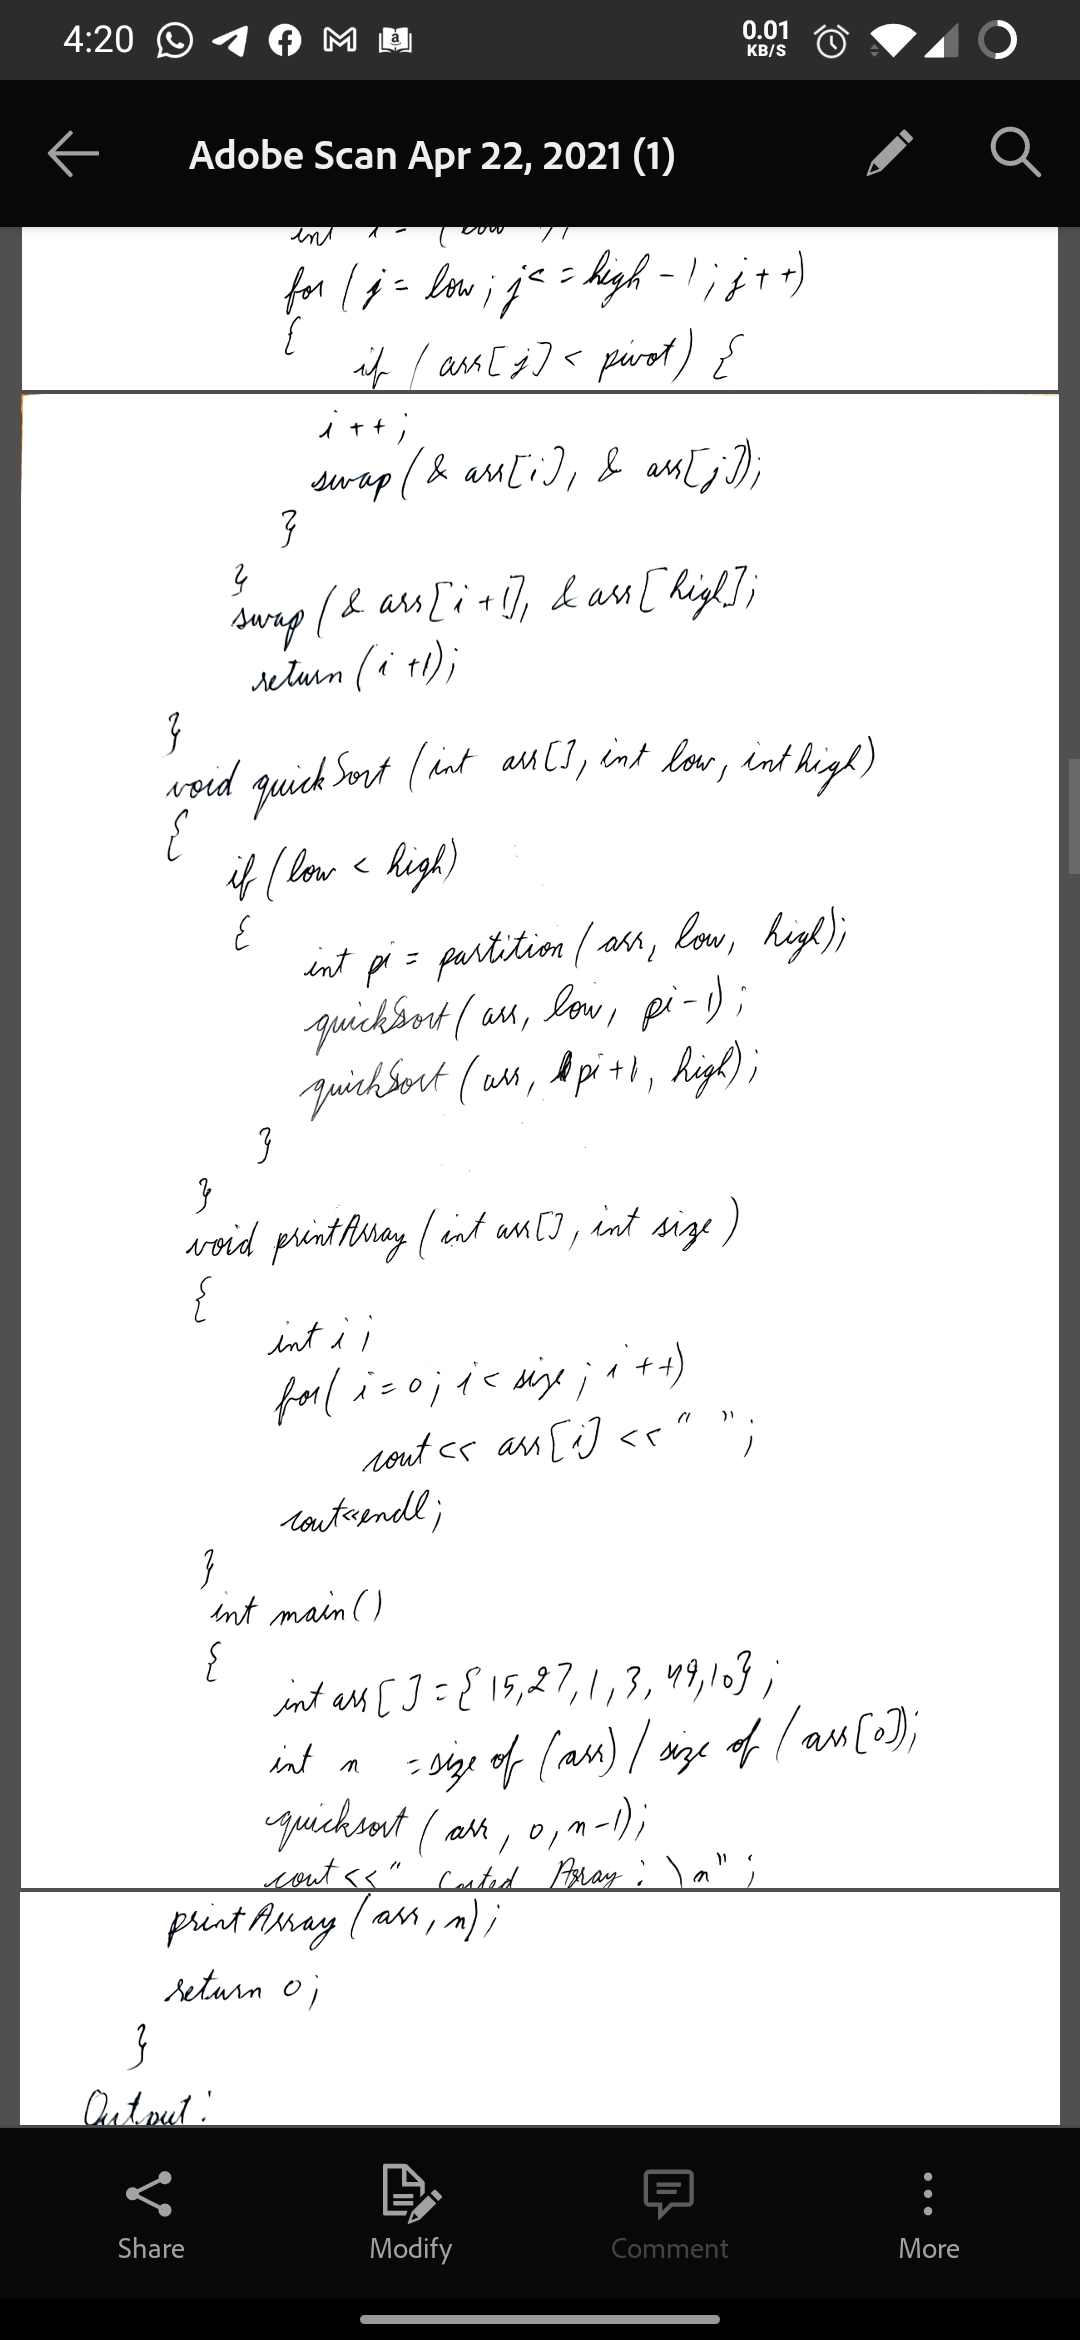 4:20
0.01
KB/S
Adobe Scan Apr 22, 2021 (1)
for (j = low; j<=high-1; j++)
{
if (arr[j] < pivot) {
i++;
swap (& arr[i], & arr[j]);
}
}
swap (& arr[i+1], & arr[high];
return (i+1);
}
void quickSort (int arr[], int low, int high)
{
if (low < high)
{
int pi = partition (arr, low, high);
quickSort (arr, low, pi-1);
quickSort (arr, pi+1, high);
}
}
void printArray (int arr[], int size)
{
int i;
for( i=0; i< size; i++)
cout << arr[i] << " ";
cout<<endl;
}
int main()
{
int arr[] = {15,27,1,3,49,10};
int n = size of (arr) / size of (arr[0]);
quicksort (arr, 0, n-1);
cout << " Sorted Array : \n" ;
printArray (arr, n);
return 0;
}
Output:
Share
Modify
Comment
More